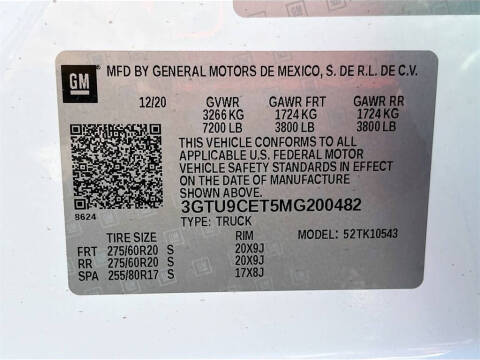 GM
MFD BY GENERAL MOTORS DE MEXICO, S. DE R.L. DE C.V.
12/20 GVWR GAWR FRT GAWR RR
3266 KG 1724 KG 1724 KG
7200 LB 3800 LB 3800 LB
THIS VEHICLE CONFORMS TO ALL
APPLICABLE U.S. FEDERAL MOTOR
VEHICLE SAFETY STANDARDS IN EFFECT
ON THE DATE OF MANUFACTURE
SHOWN ABOVE.
8624
3GTU9CET5MG200482
TYPE: TRUCK
TIRE SIZE RIM MODEL: 52TK10543
FRT 275/60R20 S 20X9J
RR 275/60R20 S 20X9J
SPA 255/80R17 S 17X8J